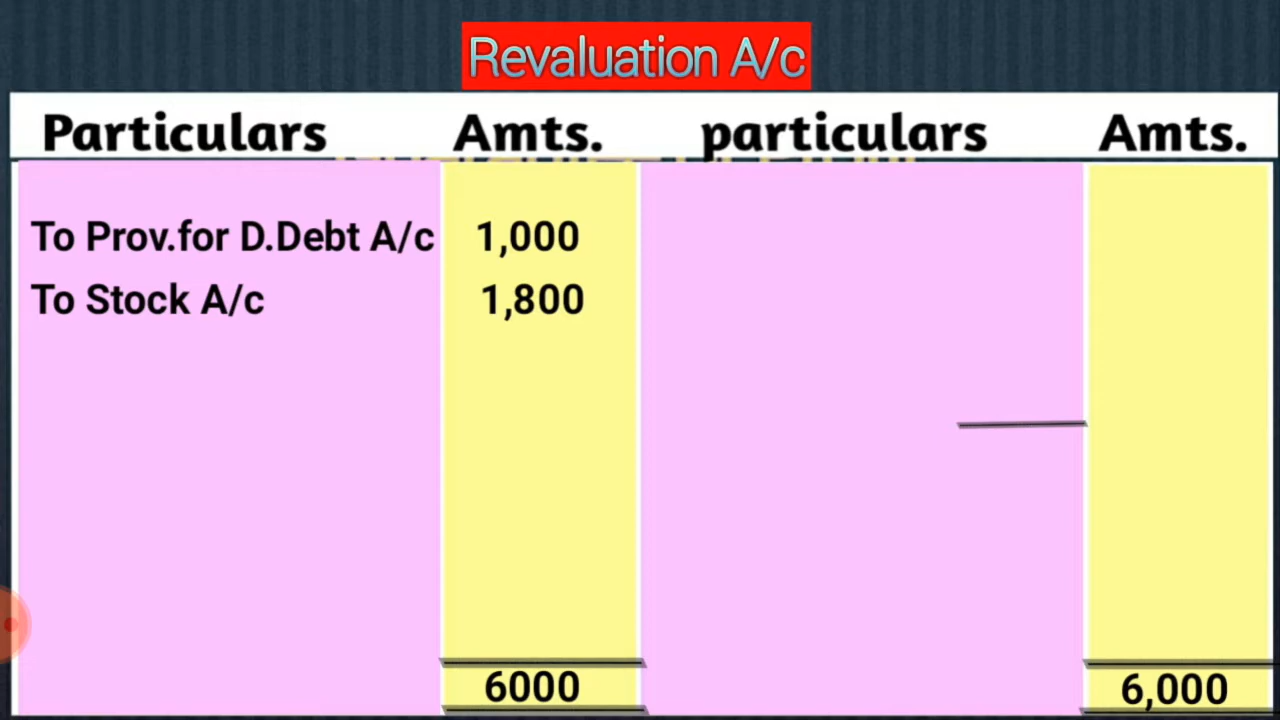 Revaluation A/c
Particulars Amts. particulars Amts.
To Prov.for D.Debt A/c 1,000
To Stock A/c 1,800
6000 6,000